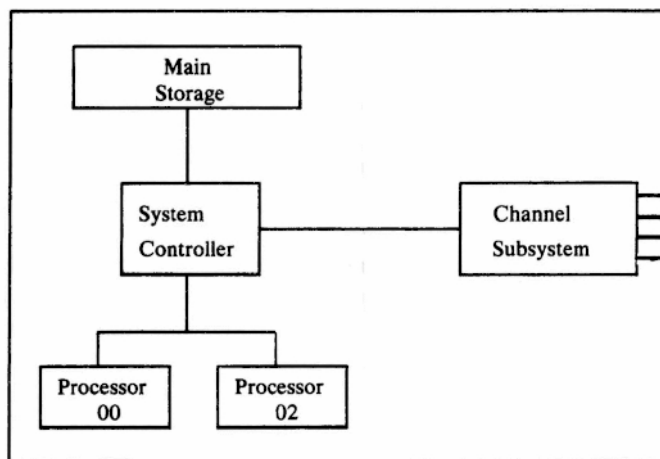 Main
Storage
System
Controller
Channel
Subsystem
Processor
00
Processor
02